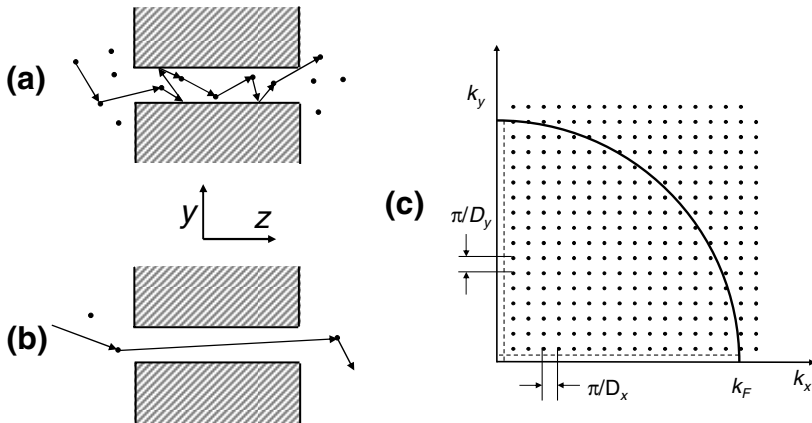 (a)
y
z
(b)
(c)
k_y
π/D_y
π/D_x
k_F
k_x